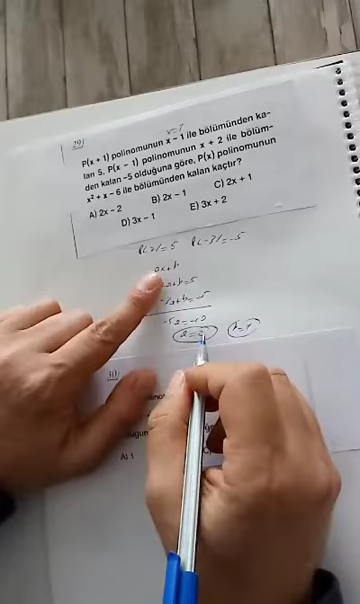 29)
x=1
P(x + 1) polinomunun x − 1 ile bölümünden ka-
lan 5, P(x − 1) polinomunun x + 2 ile bölüm-
den kalan −5 olduğuna göre, P(x) polinomunun
x² + x − 6 ile bölümünden kalan kaçtır?
A) 2x − 2 B) 2x − 1 C) 2x + 1
D) 3x − 1 E) 3x + 2
P(2)=5 P(-3)=-5
ax+b
a+b=5
+b=-5
a=2 b=1
30)
A) 1